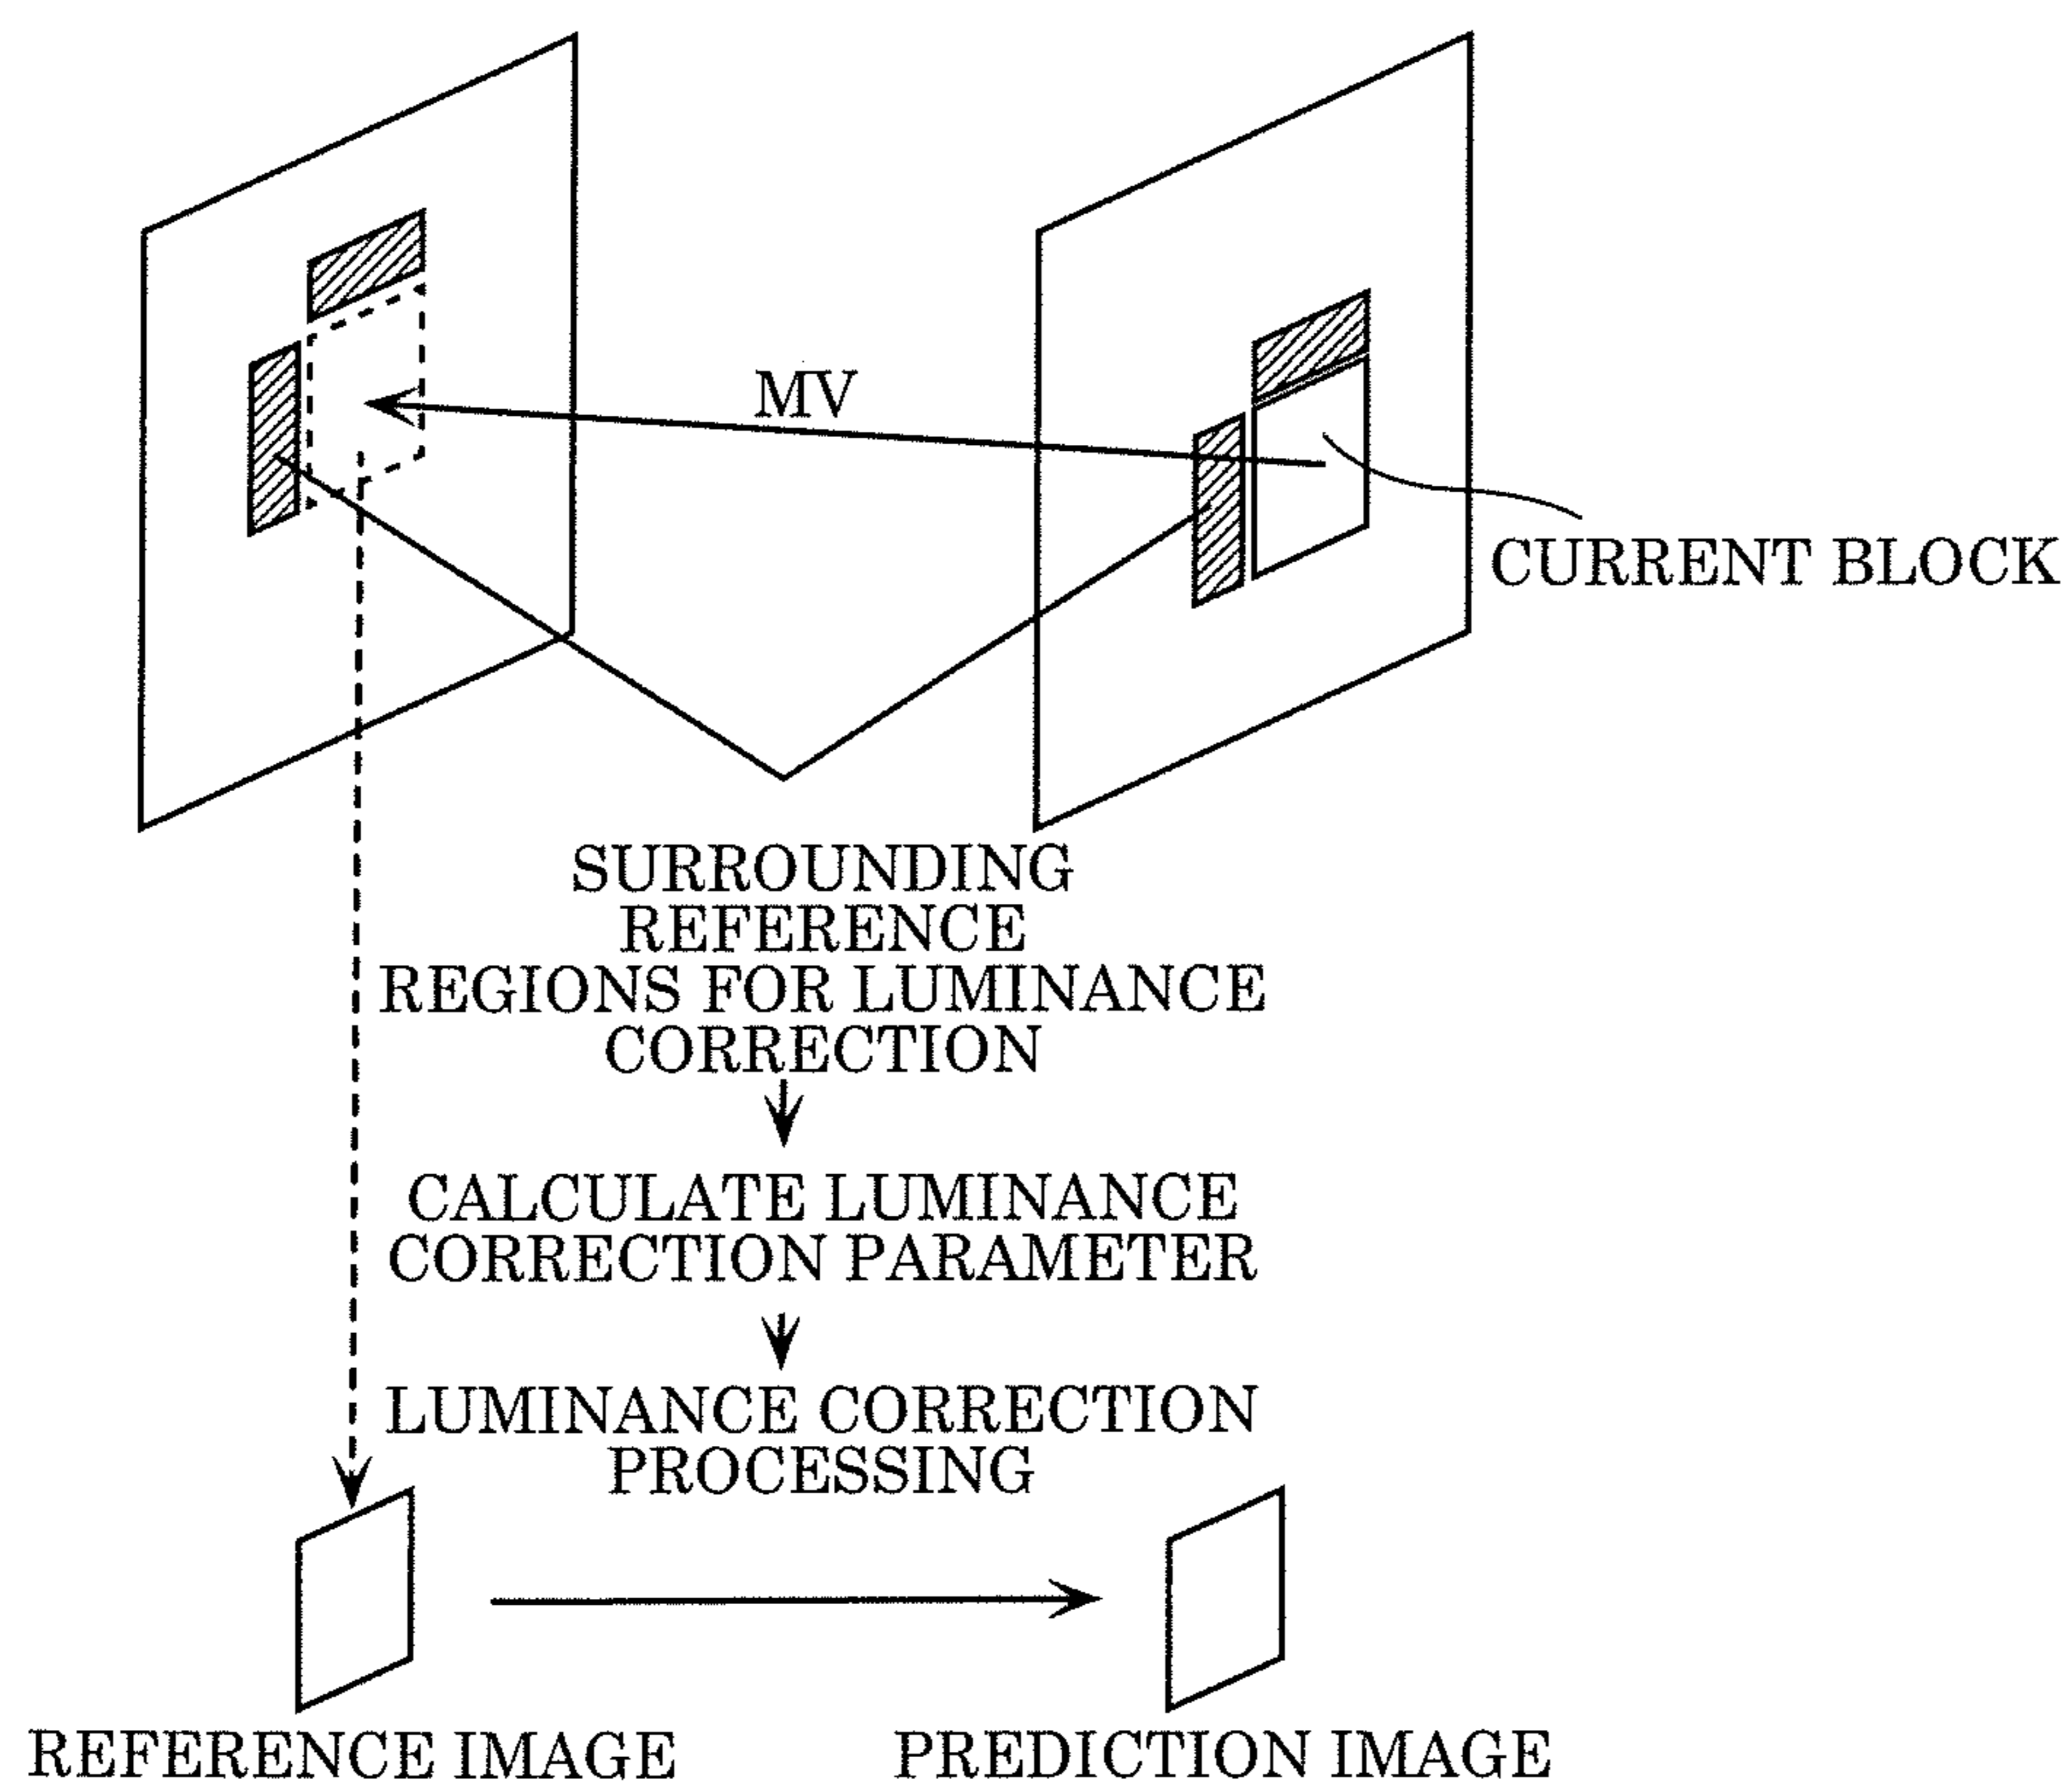 MV
CURRENT BLOCK
SURROUNDING
REFERENCE
REGIONS FOR LUMINANCE
CORRECTION
CALCULATE LUMINANCE
CORRECTION PARAMETER
LUMINANCE CORRECTION
PROCESSING
REFERENCE IMAGE
PREDICTION IMAGE